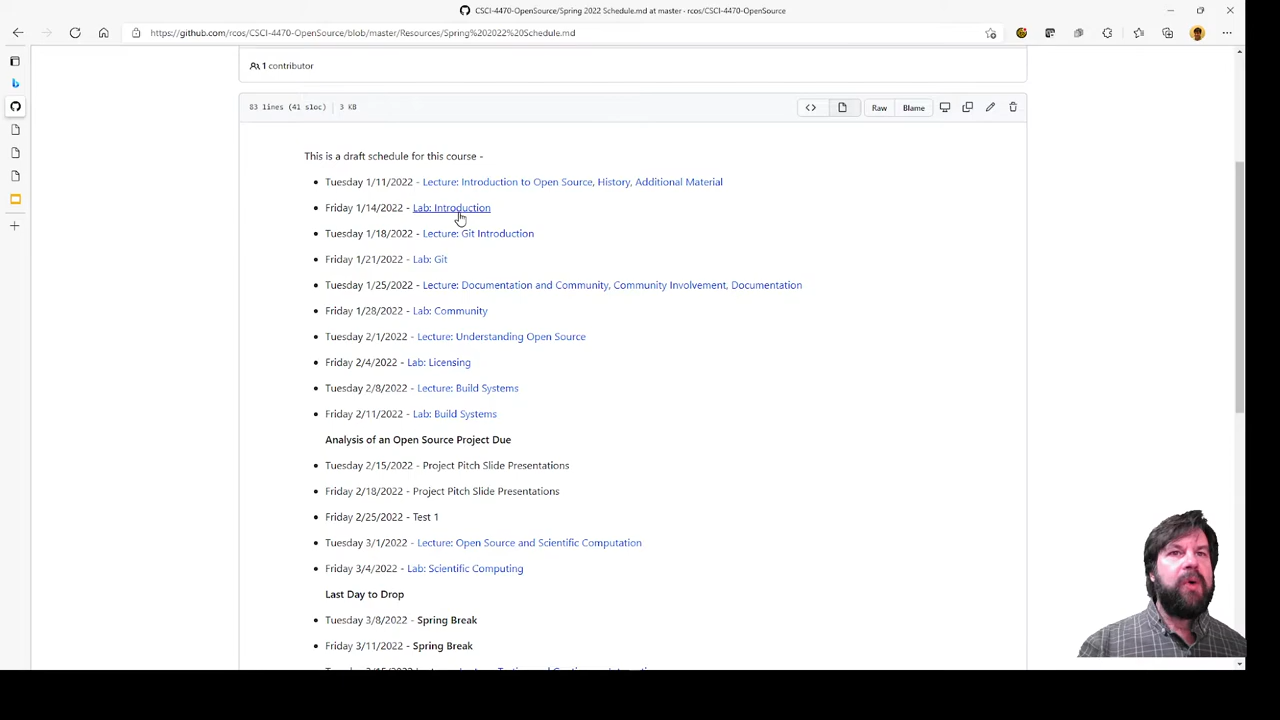 CSCI-4470-OpenSource/Spring 2022 Schedule.md at master · rcos/CSCI-4470-OpenSource
https://github.com/rcos/CSCI-4470-OpenSource/blob/master/Resources/Spring%202022%20Schedule.md
1 contributor
83 lines (41 sloc) | 3 KB
Raw Blame
This is a draft schedule for this course -
• Tuesday 1/11/2022 - Lecture: Introduction to Open Source, History, Additional Material
• Friday 1/14/2022 - Lab: Introduction
• Tuesday 1/18/2022 - Lecture: Git Introduction
• Friday 1/21/2022 - Lab: Git
• Tuesday 1/25/2022 - Lecture: Documentation and Community, Community Involvement, Documentation
• Friday 1/28/2022 - Lab: Community
• Tuesday 2/1/2022 - Lecture: Understanding Open Source
• Friday 2/4/2022 - Lab: Licensing
• Tuesday 2/8/2022 - Lecture: Build Systems
• Friday 2/11/2022 - Lab: Build Systems
Analysis of an Open Source Project Due
• Tuesday 2/15/2022 - Project Pitch Slide Presentations
• Friday 2/18/2022 - Project Pitch Slide Presentations
• Friday 2/25/2022 - Test 1
• Tuesday 3/1/2022 - Lecture: Open Source and Scientific Computation
• Friday 3/4/2022 - Lab: Scientific Computing
Last Day to Drop
• Tuesday 3/8/2022 - Spring Break
• Friday 3/11/2022 - Spring Break